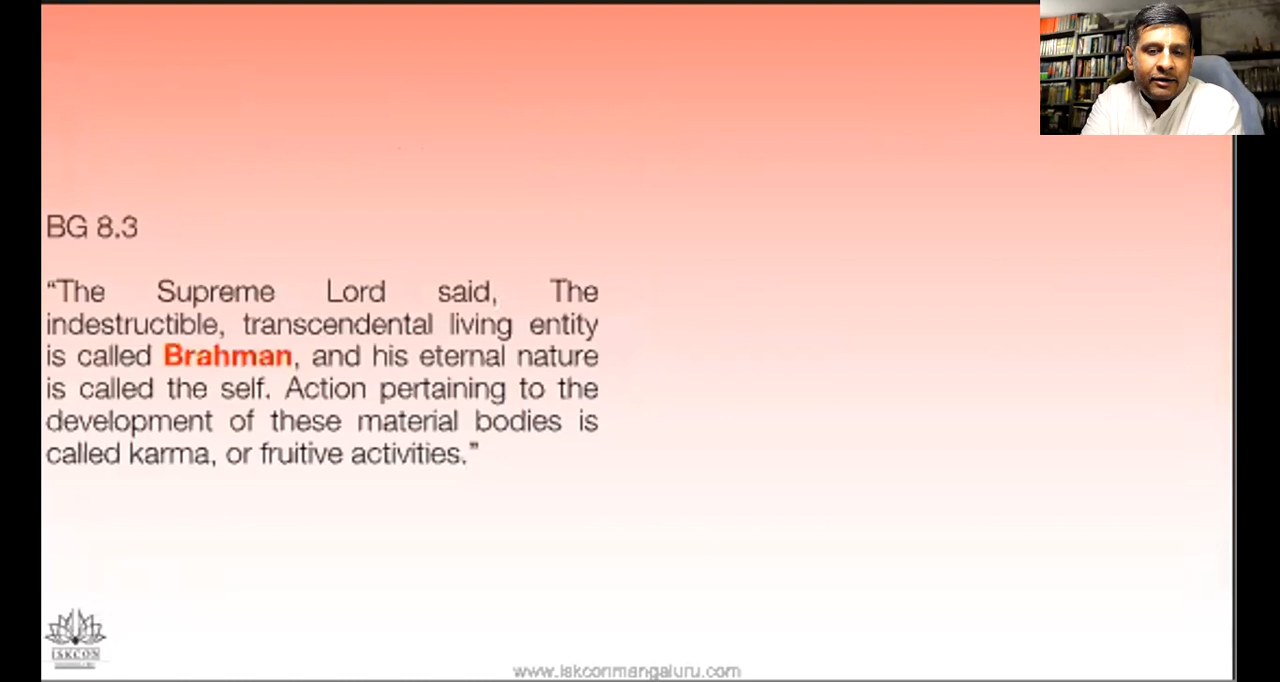 BG 8.3
“The Supreme Lord said, The
indestructible, transcendental living entity
is called Brahman, and his eternal nature
is called the self. Action pertaining to the
development of these material bodies is
called karma, or fruitive activities.”
ISKCON
www.iskconmangaluru.com